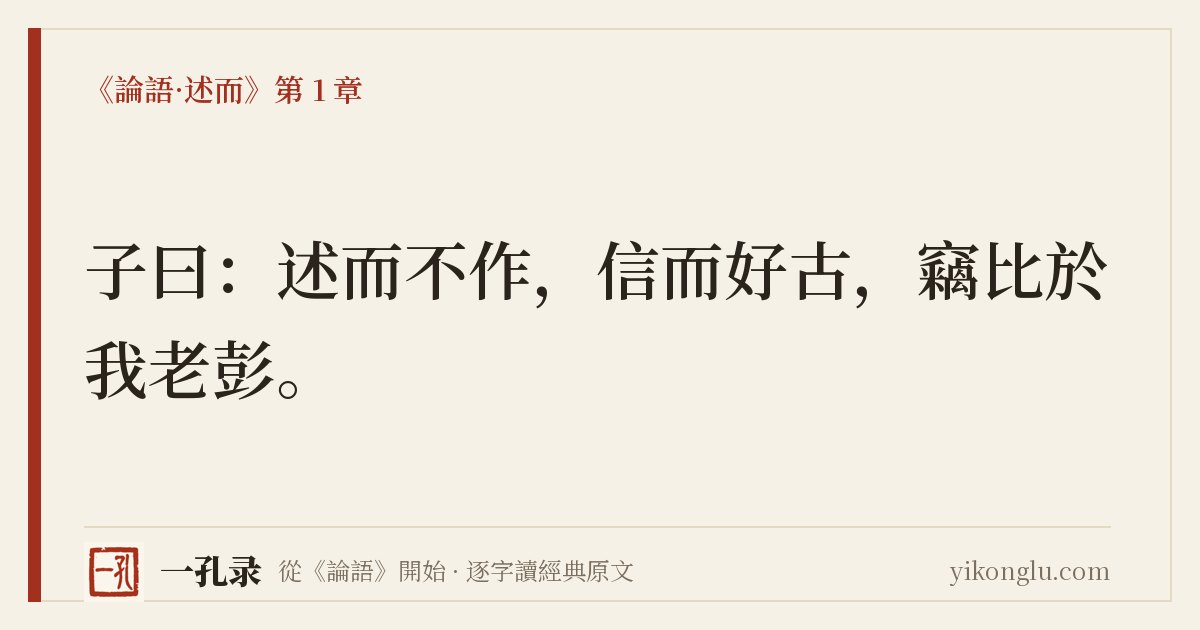 《論語·述而》第 1 章
子曰：述而不作，信而好古，竊比於
我老彭。
一孔
一孔录 從《論語》開始 · 逐字讀經典原文
yikonglu.com